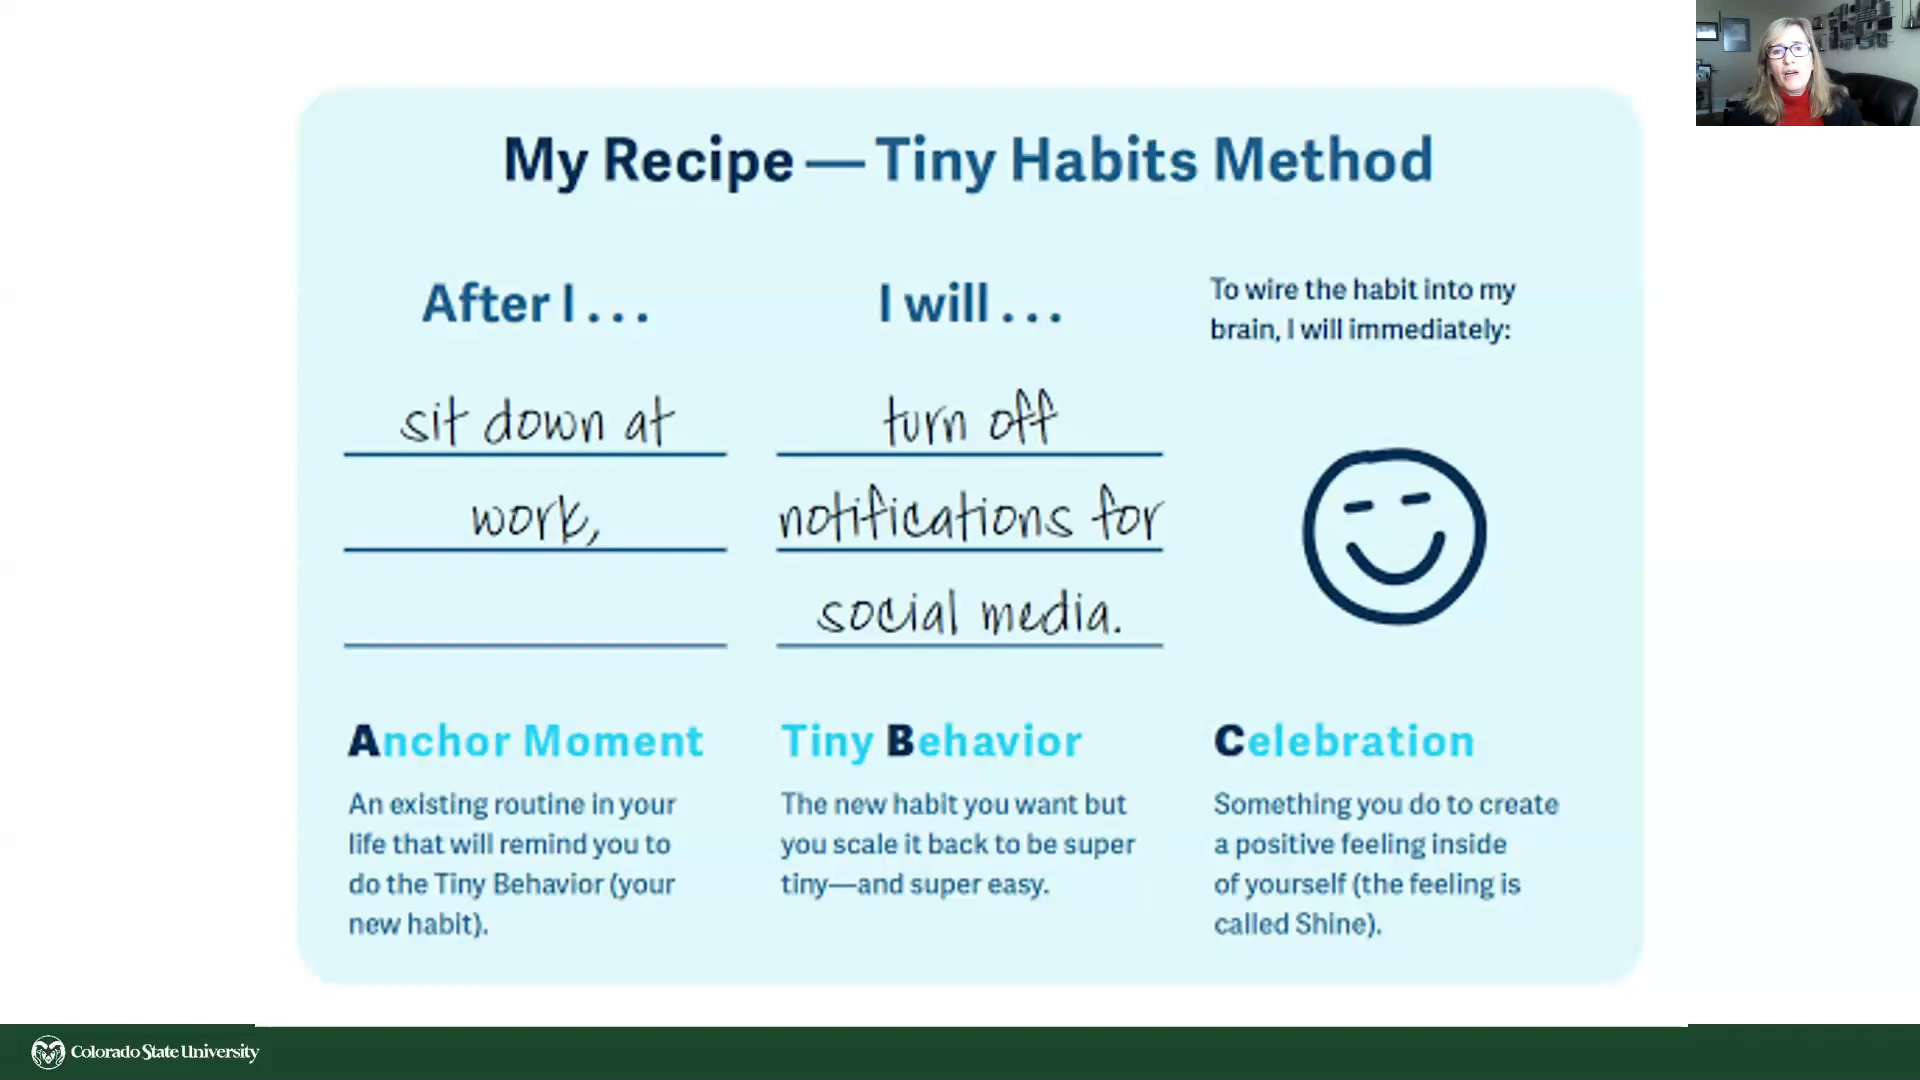 My Recipe — Tiny Habits Method
After I . . .
sit down at
work,
I will . . .
turn off
notifications for
social media.
To wire the habit into my
brain, I will immediately:
Anchor Moment
An existing routine in your
life that will remind you to
do the Tiny Behavior (your
new habit).
Tiny Behavior
The new habit you want but
you scale it back to be super
tiny—and super easy.
Celebration
Something you do to create
a positive feeling inside
of yourself (the feeling is
called Shine).
Colorado State University